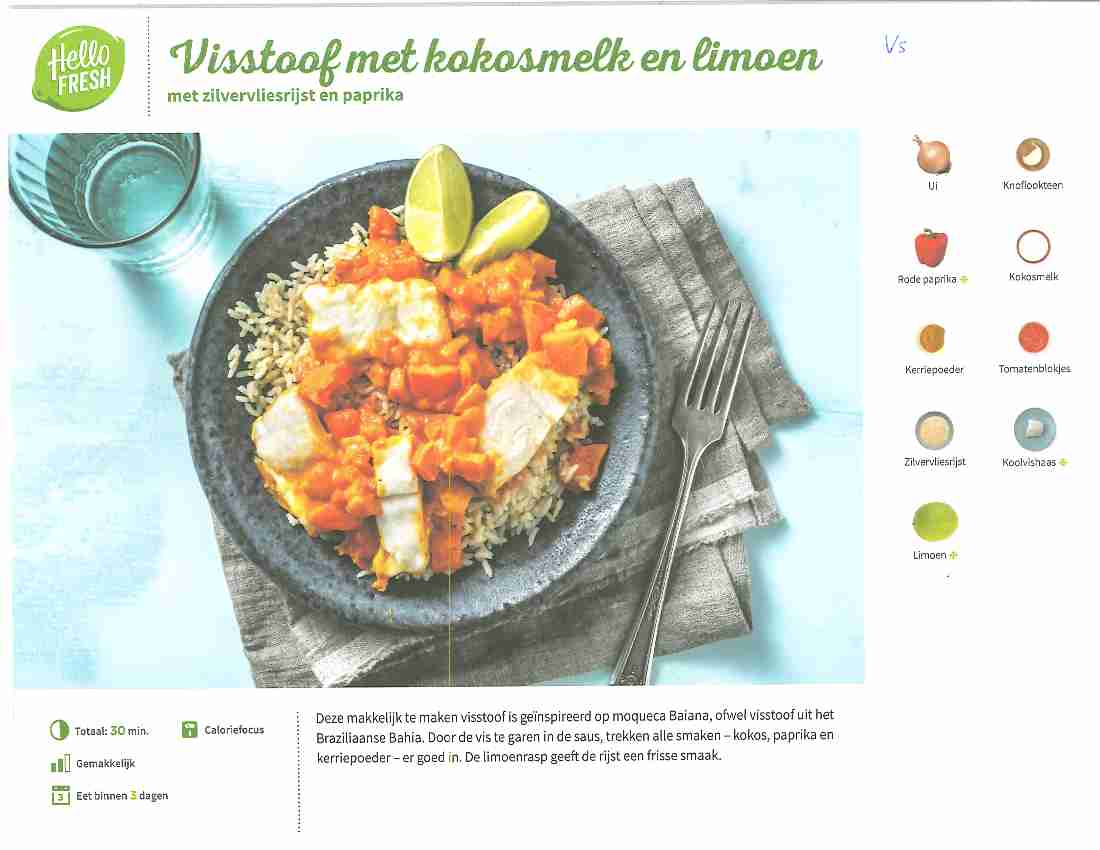 Hello
FRESH
Visstoof met kokosmelk en limoen
met zilvervliesrijst en paprika
Vs
Ui
Knoflookteen
Rode paprika
Kokosmelk
Kerriepoeder
Tomatenblokjes
Zilvervliesrijst
Koolvishaas
Limoen
Totaal: 30 min.
Caloriefocus
Gemakkelijk
3 Eet binnen 3 dagen
Deze makkelijk te maken visstoof is geïnspireerd op moqueca Baiana, ofwel visstoof uit het
Braziliaanse Bahia. Door de vis te garen in de saus, trekken alle smaken – kokos, paprika en
kerriepoeder – er goed in. De limoenrasp geeft de rijst een frisse smaak.